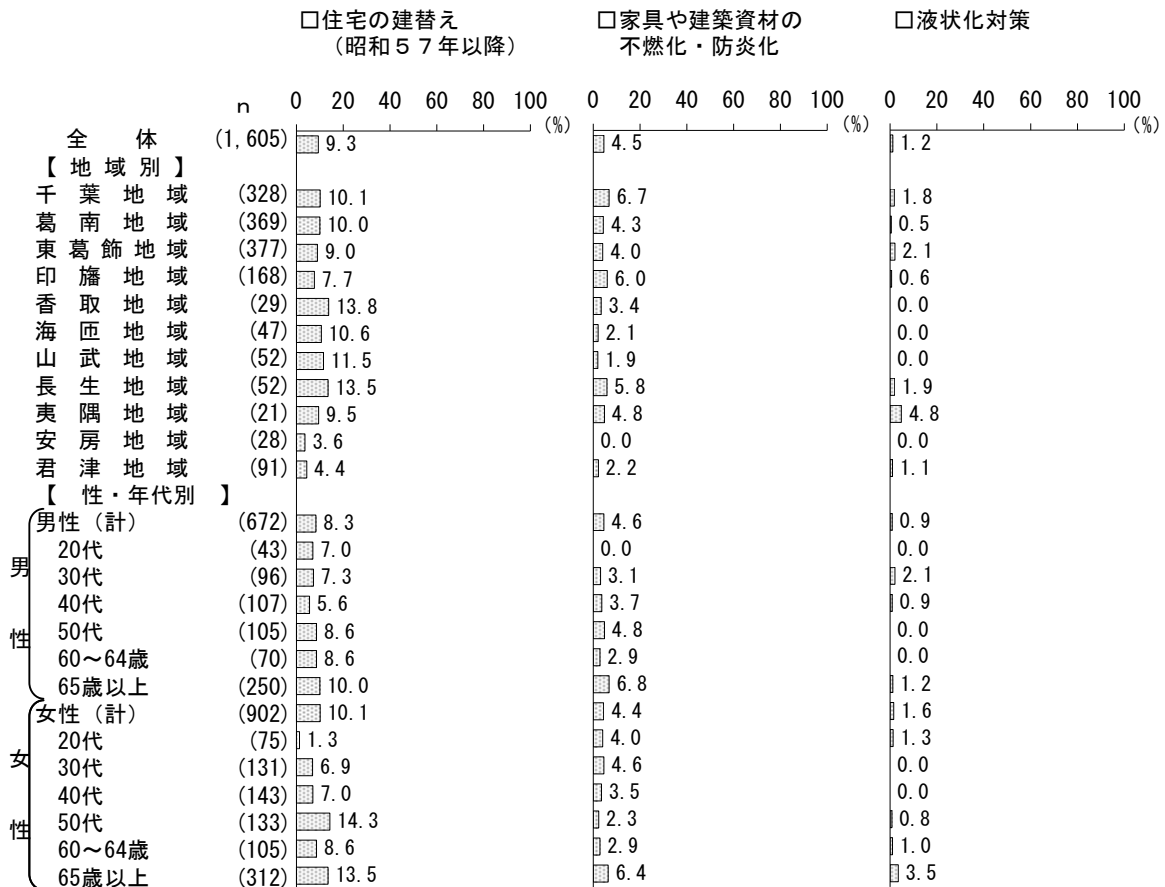 □住宅の建替え □家具や建築資材の □液状化対策
（昭和５７年以降） 不燃化・防炎化
n 0 20 40 60 80 100 0 20 40 60 80 100 0 20 40 60 80 100
(%) (%) (%)
全　体 (1,605) 9.3 4.5 1.2
【地域別】
千葉地域 (328) 10.1 6.7 1.8
葛南地域 (369) 10.0 4.3 0.5
東葛飾地域 (377) 9.0 4.0 2.1
印旛地域 (168) 7.7 6.0 0.6
香取地域 (29) 13.8 3.4 0.0
海匝地域 (47) 10.6 2.1 0.0
山武地域 (52) 11.5 1.9 0.0
長生地域 (52) 13.5 5.8 1.9
夷隅地域 (21) 9.5 4.8 4.8
安房地域 (28) 3.6 0.0 0.0
君津地域 (91) 4.4 2.2 1.1
【　性・年代別　】
男性（計） (672) 8.3 4.6 0.9
20代 (43) 7.0 0.0 0.0
男 30代 (96) 7.3 3.1 2.1
40代 (107) 5.6 3.7 0.9
性 50代 (105) 8.6 4.8 0.0
60～64歳 (70) 8.6 2.9 0.0
65歳以上 (250) 10.0 6.8 1.2
女性（計） (902) 10.1 4.4 1.6
20代 (75) 1.3 4.0 1.3
女 30代 (131) 6.9 4.6 0.0
40代 (143) 7.0 3.5 0.0
性 50代 (133) 14.3 2.3 0.8
60～64歳 (105) 8.6 2.9 1.0
65歳以上 (312) 13.5 6.4 3.5